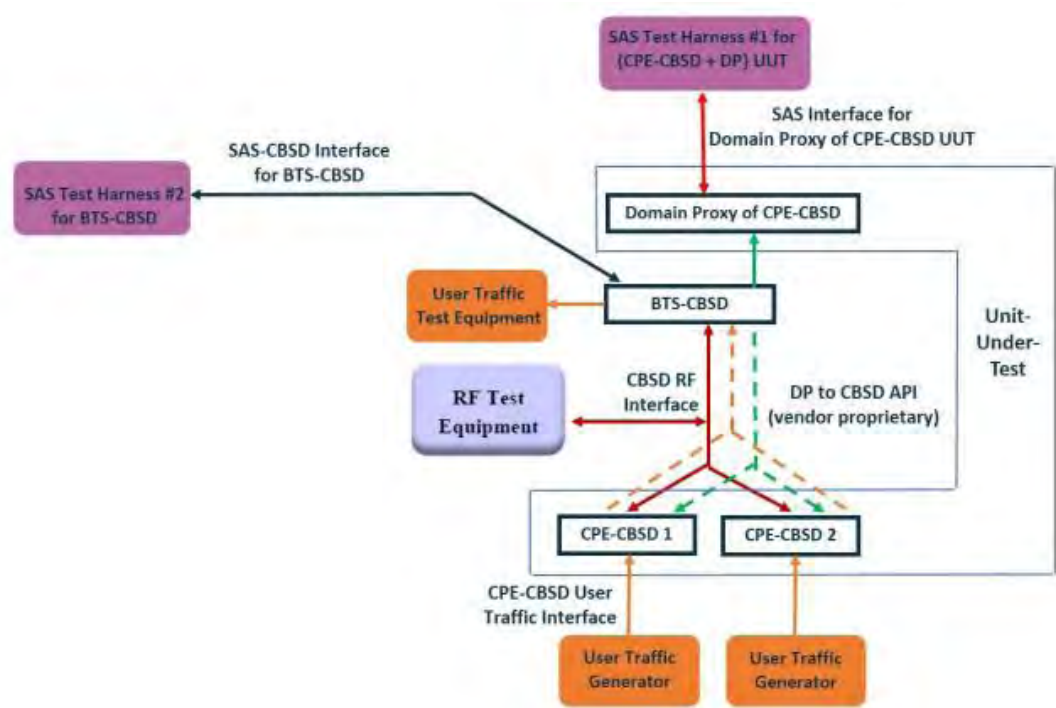 SAS Test Harness #1 for
{CPE-CBSD + DP} UUT
SAS Interface for
Domain Proxy of CPE-CBSD UUT
SAS-CBSD Interface
for BTS-CBSD
SAS Test Harness #2
for BTS-CBSD
Domain Proxy of CPE-CBSD
User Traffic
Test Equipment
BTS-CBSD
Unit-
Under-
Test
RF Test
Equipment
CBSD RF
Interface
DP to CBSD API
(vendor proprietary)
CPE-CBSD 1
CPE-CBSD 2
CPE-CBSD User
Traffic Interface
User Traffic
Generator
User Traffic
Generator